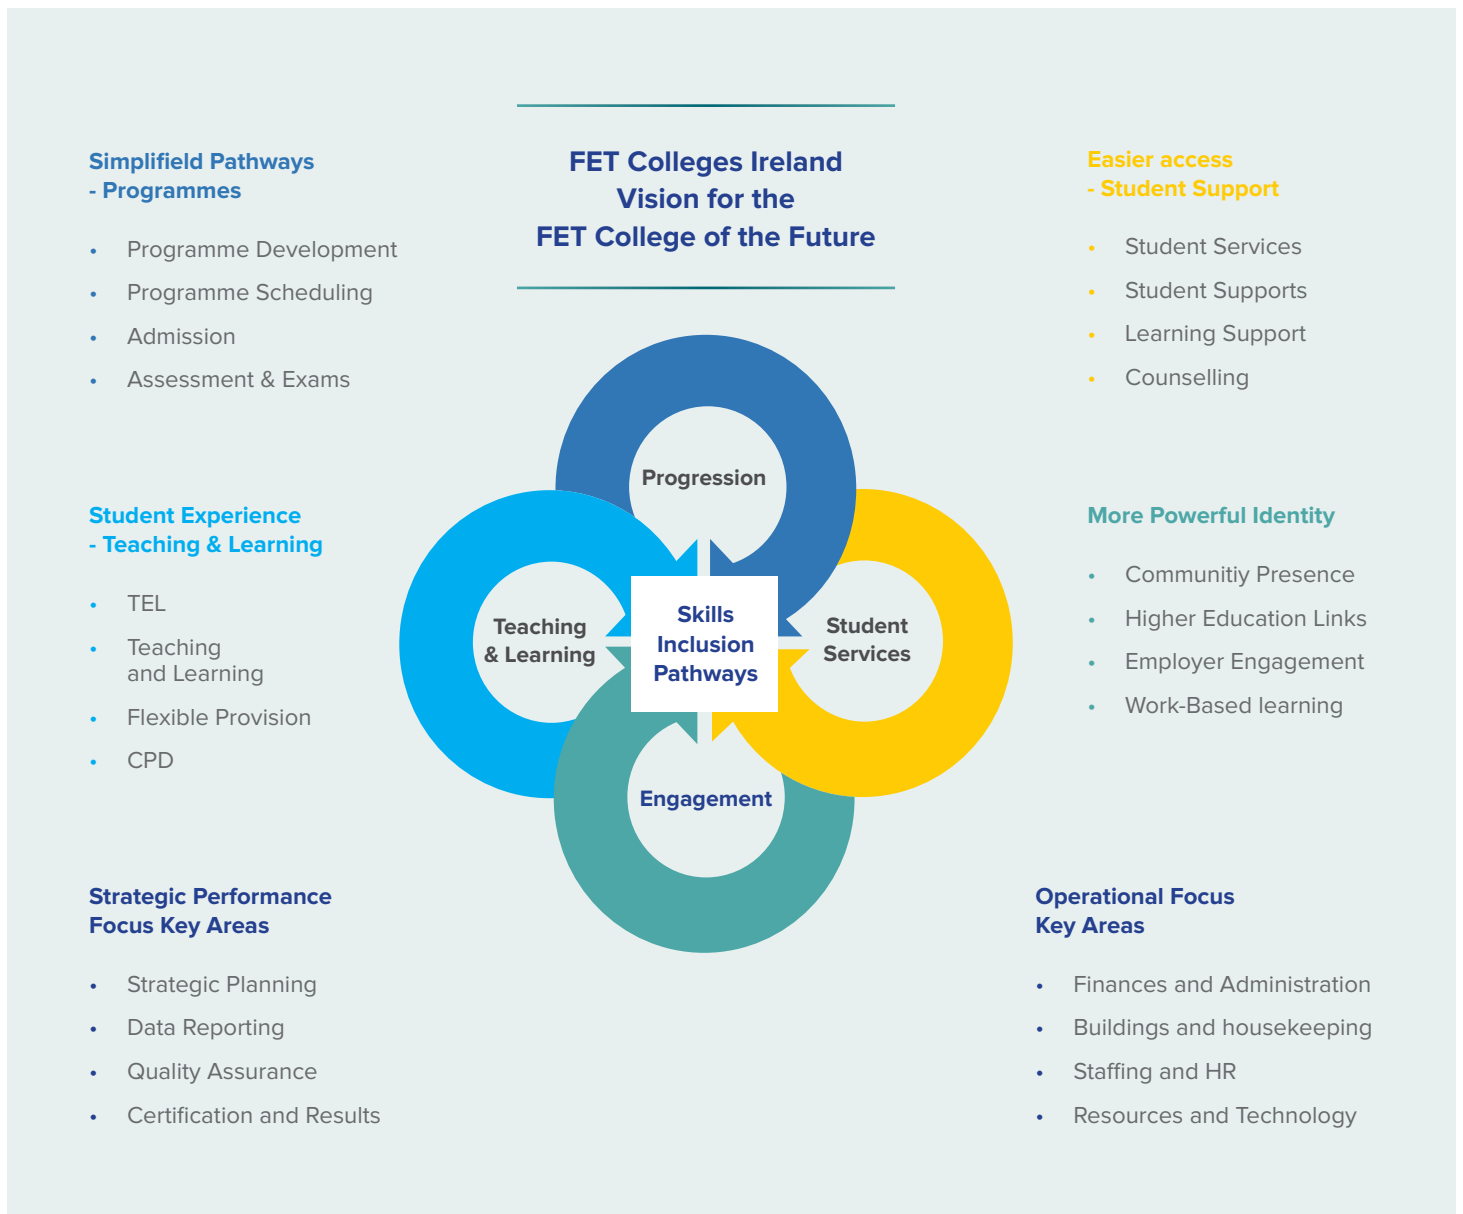 FET Colleges Ireland
Vision for the
FET College of the Future
Simplifield Pathways
- Programmes
• Programme Development
• Programme Scheduling
• Admission
• Assessment & Exams
Easier access
- Student Support
• Student Services
• Student Supports
• Learning Support
• Counselling
Student Experience
- Teaching & Learning
• TEL
• Teaching
and Learning
• Flexible Provision
• CPD
Progression
Teaching
& Learning
Skills
Inclusion
Pathways
Student
Services
Engagement
More Powerful Identity
• Communitiy Presence
• Higher Education Links
• Employer Engagement
• Work-Based learning
Strategic Performance
Focus Key Areas
• Strategic Planning
• Data Reporting
• Quality Assurance
• Certification and Results
Operational Focus
Key Areas
• Finances and Administration
• Buildings and housekeeping
• Staffing and HR
• Resources and Technology